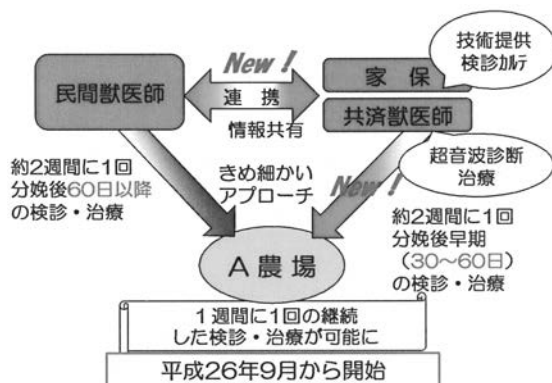 New!
技術提供
検診カルテ
民間獣医師
連携
家保
情報共有
共済獣医師
超音波診断
治療
約2週間に1回
分娩後60日以降
の検診・治療
きめ細かい
アプローチ
New!
約2週間に1回
分娩後早期
（30～60日）
の検診・治療
A農場
1週間に1回の継続
した検診・治療が可能に
平成26年9月から開始